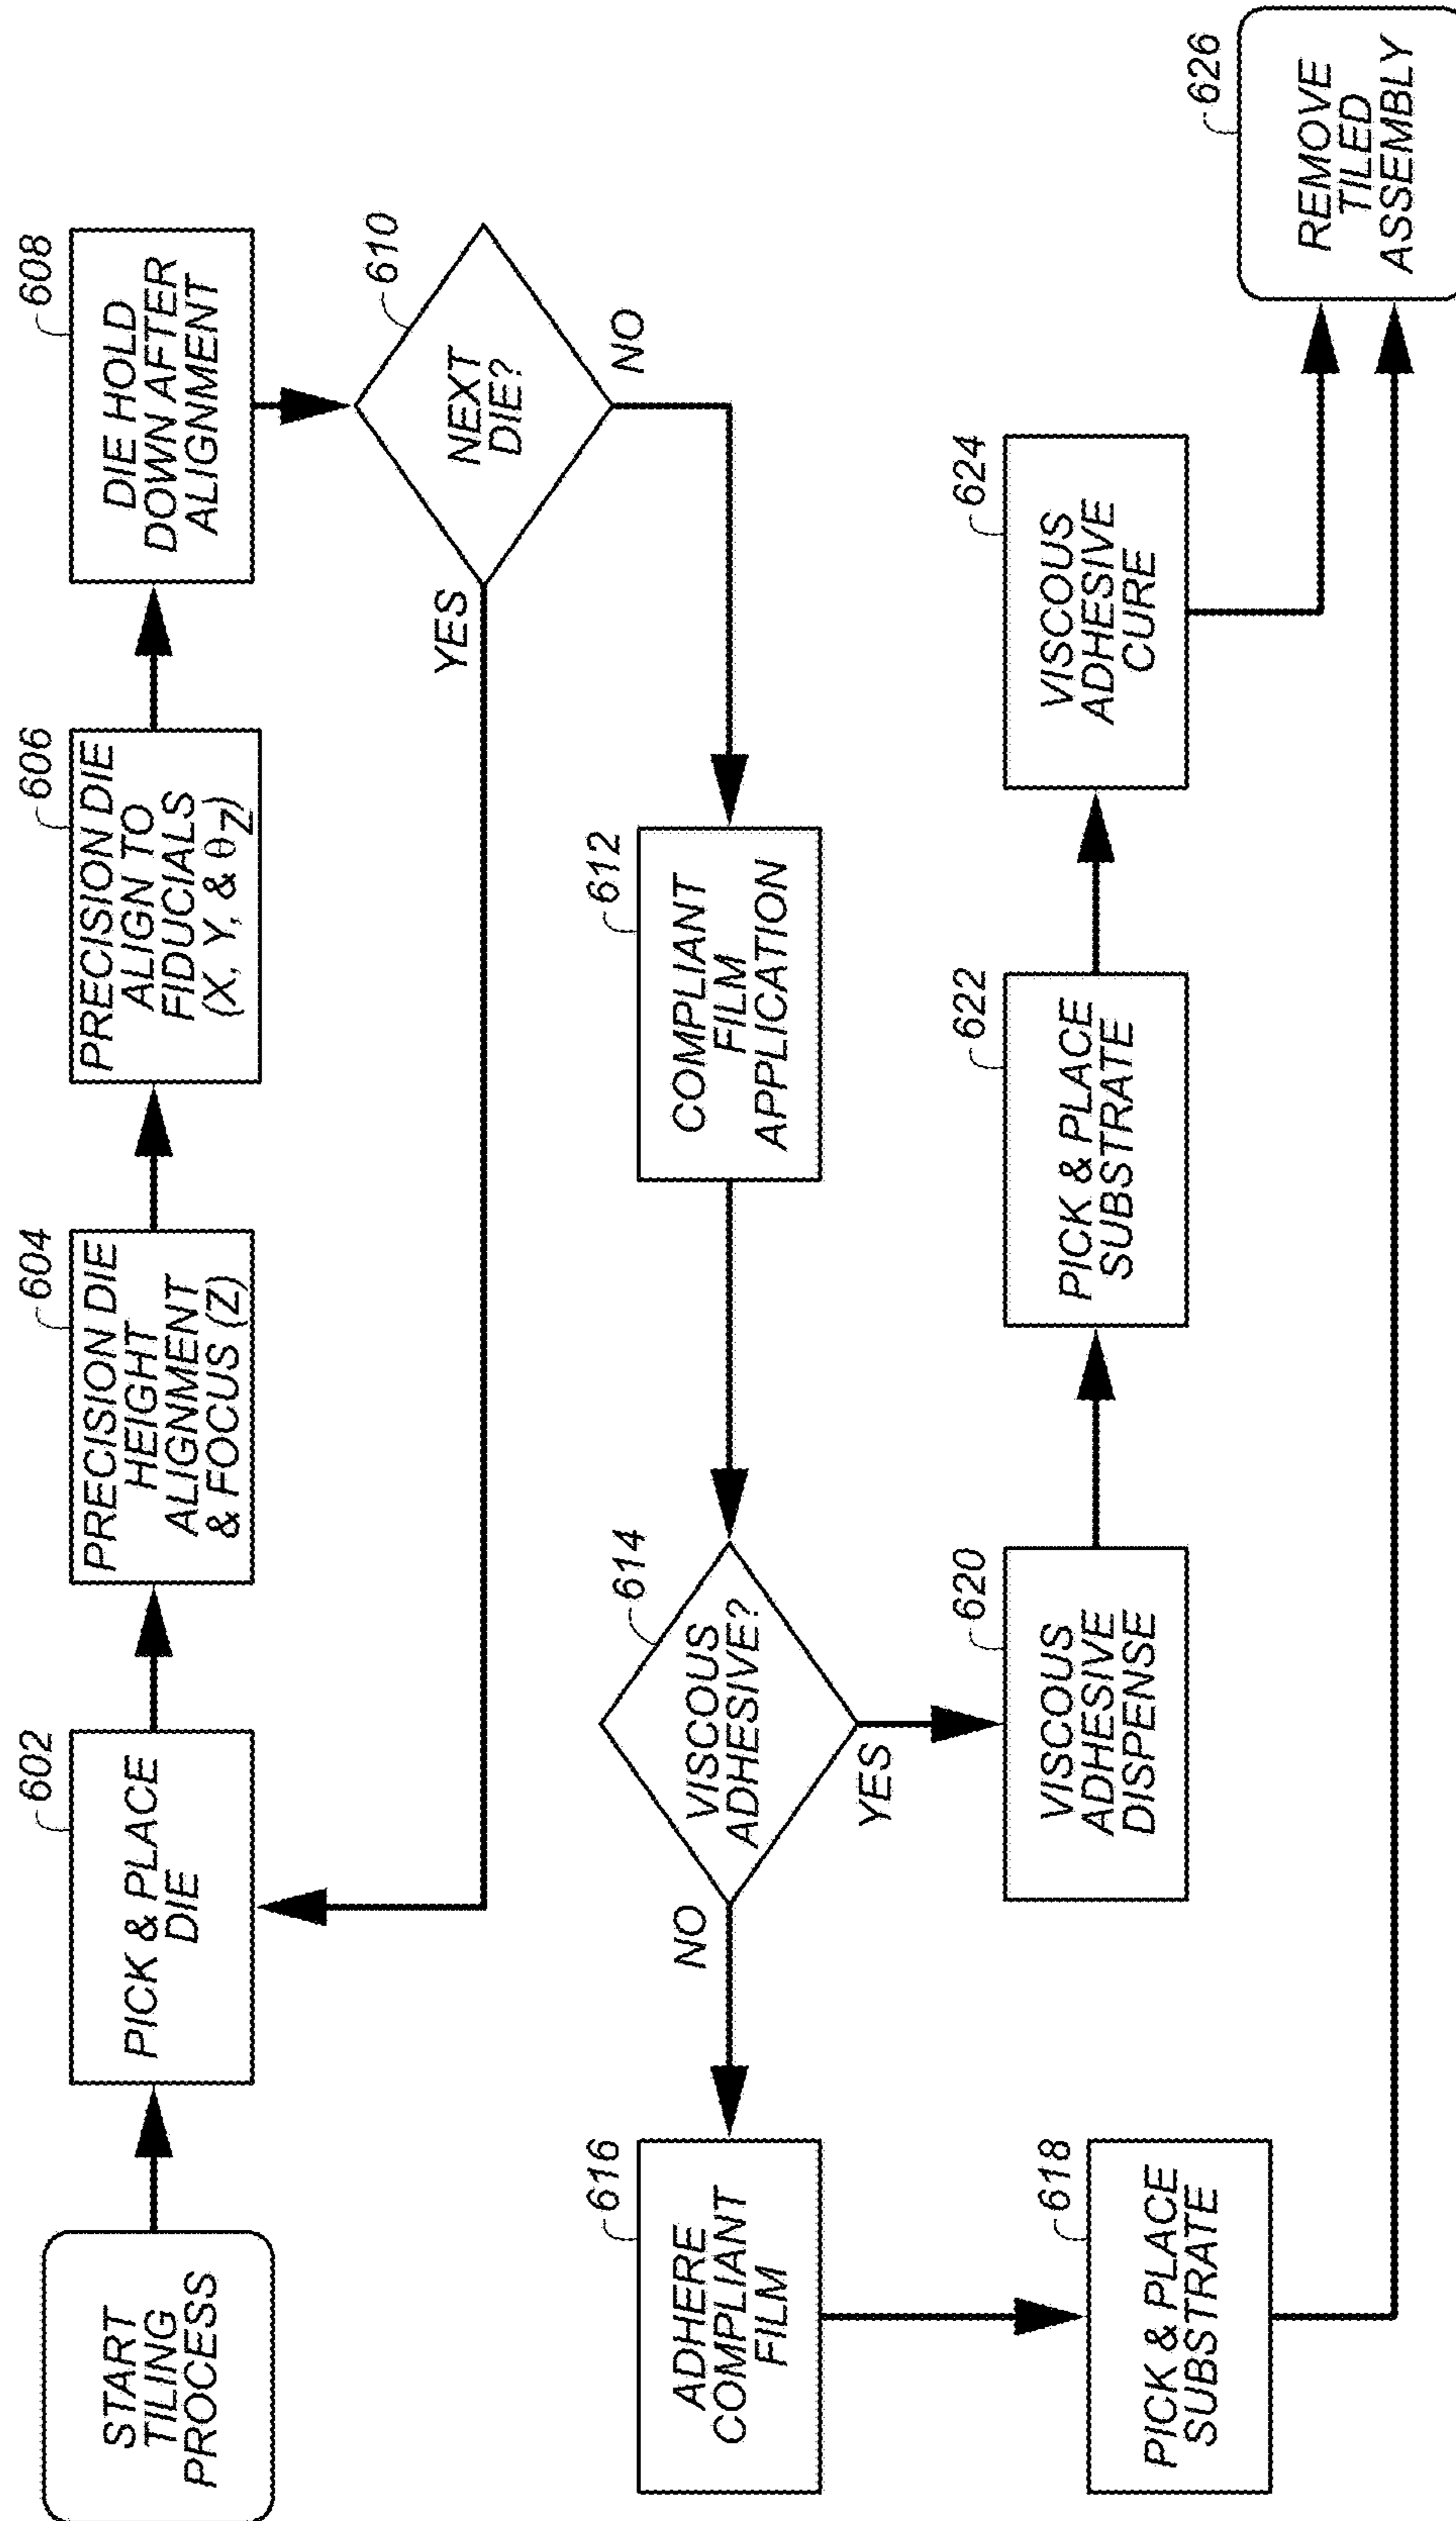 START
TILING
PROCESS
602
PICK & PLACE
DIE
604
PRECISION DIE
HEIGHT
ALIGNMENT
& FOCUS (Z)
606
PRECISION DIE
ALIGN TO
FIDUCIALS
(X, Y, & θZ)
608
DIE HOLD
DOWN AFTER
ALIGNMENT
610
NEXT
DIE?
YES
NO
612
COMPLIANT
FILM
APPLICATION
614
VISCOUS
ADHESIVE?
NO
YES
616
ADHERE
COMPLIANT
FILM
618
PICK & PLACE
SUBSTRATE
620
VISCOUS
ADHESIVE
DISPENSE
622
PICK & PLACE
SUBSTRATE
624
VISCOUS
ADHESIVE
CURE
626
REMOVE
TILED
ASSEMBLY